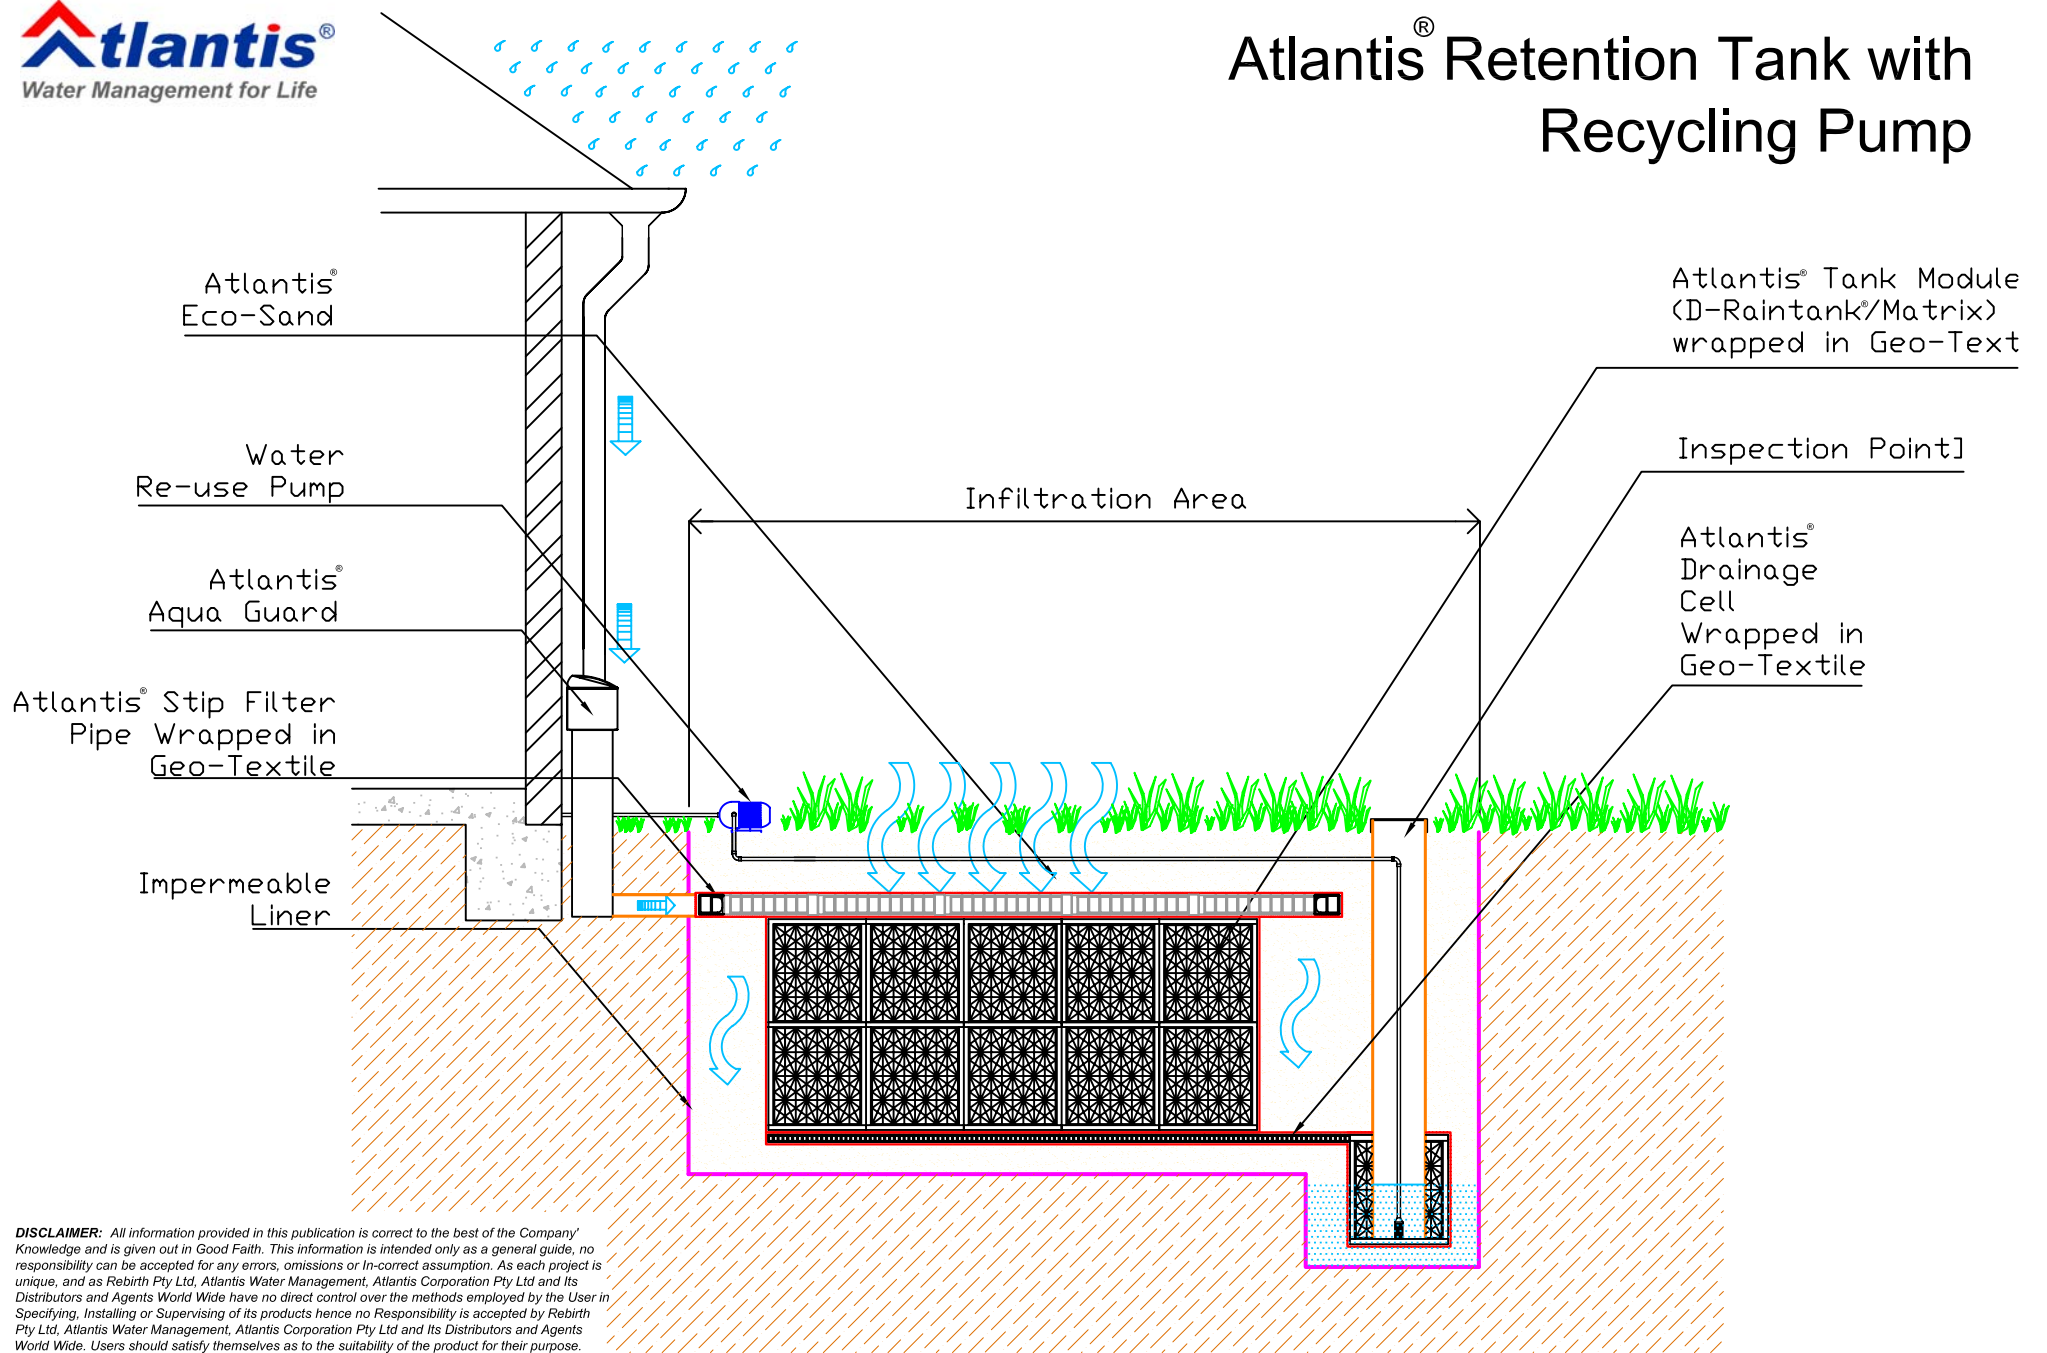 Atlantis®
Water Management for Life
Atlantis® Retention Tank with
Recycling Pump
Atlantis®
Eco-Sand
Water
Re-use Pump
Atlantis®
Aqua Guard
Atlantis® Stip Filter
Pipe Wrapped in
Geo-Textile
Impermeable
Liner
Infiltration Area
Atlantis® Tank Module
(D-Raintank®/Matrix)
wrapped in Geo-Text
Inspection Point]
Atlantis®
Drainage
Cell
Wrapped in
Geo-Textile
DISCLAIMER: All information provided in this publication is correct to the best of the Company'
Knowledge and is given out in Good Faith. This information is intended only as a general guide, no
responsibility can be accepted for any errors, omissions or In-correct assumption. As each project is
unique, and as Rebirth Pty Ltd, Atlantis Water Management, Atlantis Corporation Pty Ltd and Its
Distributors and Agents World Wide have no direct control over the methods employed by the User in
Specifying, Installing or Supervising of its products hence no Responsibility is accepted by Rebirth
Pty Ltd, Atlantis Water Management, Atlantis Corporation Pty Ltd and Its Distributors and Agents
World Wide. Users should satisfy themselves as to the suitability of the product for their purpose.